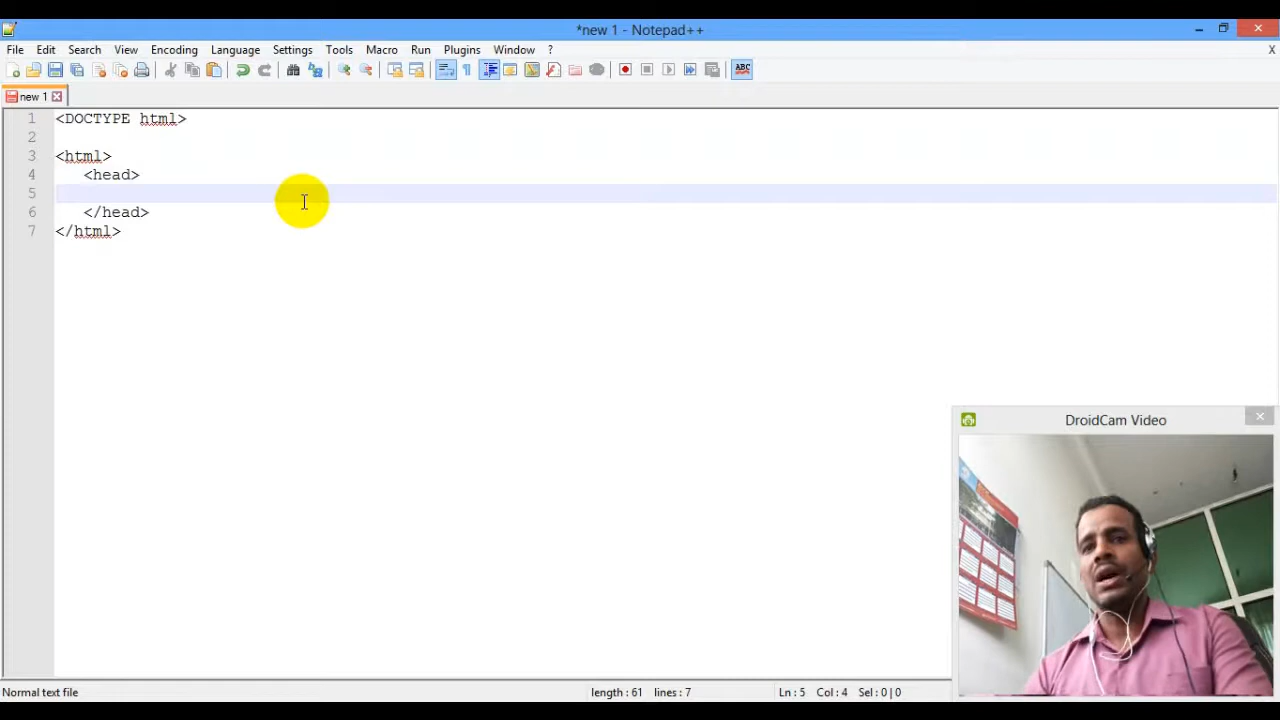 *new 1 - Notepad++
File Edit Search View Encoding Language Settings Tools Macro Run Plugins Window ? X
ABC
new 1
1 <DOCTYPE html>
2
3 <html>
4 <head>
5
6 </head>
7 </html>
DroidCam Video
Normal text file length : 61 lines : 7 Ln : 5 Col : 4 Sel : 0 | 0